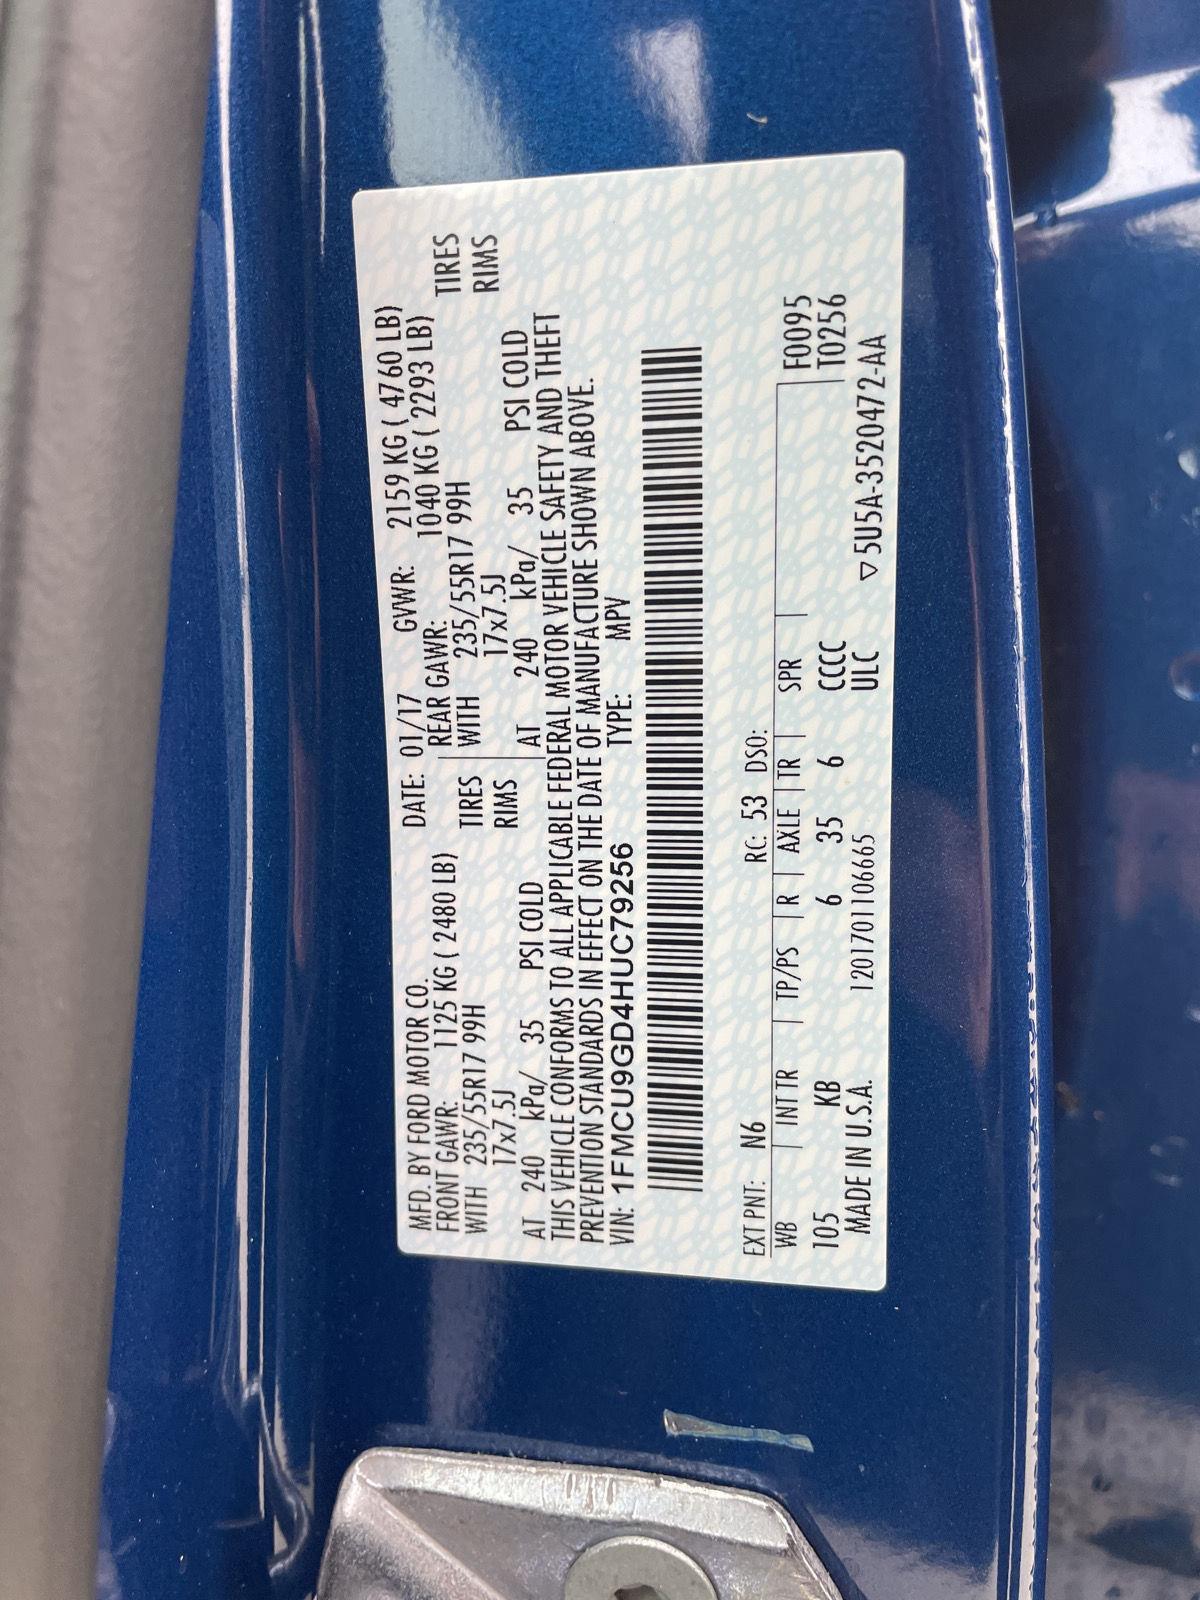 MFD. BY FORD MOTOR CO. DATE: 01/17 GVWR: 2159 KG ( 4760 LB)
FRONT GAWR: 1125 KG ( 2480 LB) REAR GAWR: 1040 KG ( 2293 LB)
WITH 235/55R17 99H TIRES WITH 235/55R17 99H TIRES
17x7.5J RIMS 17x7.5J RIMS
AT 240 kPa/ 35 PSI COLD AT 240 kPa/ 35 PSI COLD
THIS VEHICLE CONFORMS TO ALL APPLICABLE FEDERAL MOTOR VEHICLE SAFETY AND THEFT
PREVENTION STANDARDS IN EFFECT ON THE DATE OF MANUFACTURE SHOWN ABOVE.
VIN: 1FMCU9GD4HUC79256 TYPE: MPV
EXT PNT: N6 RC: 53 DSO:
WB INT TR TP/PS R AXLE TR SPR F0095
105 KB 6 35 6 CCCC T0256
MADE IN U.S.A. 1201701106665 ULC
▽ 5U5A-3520472-AA